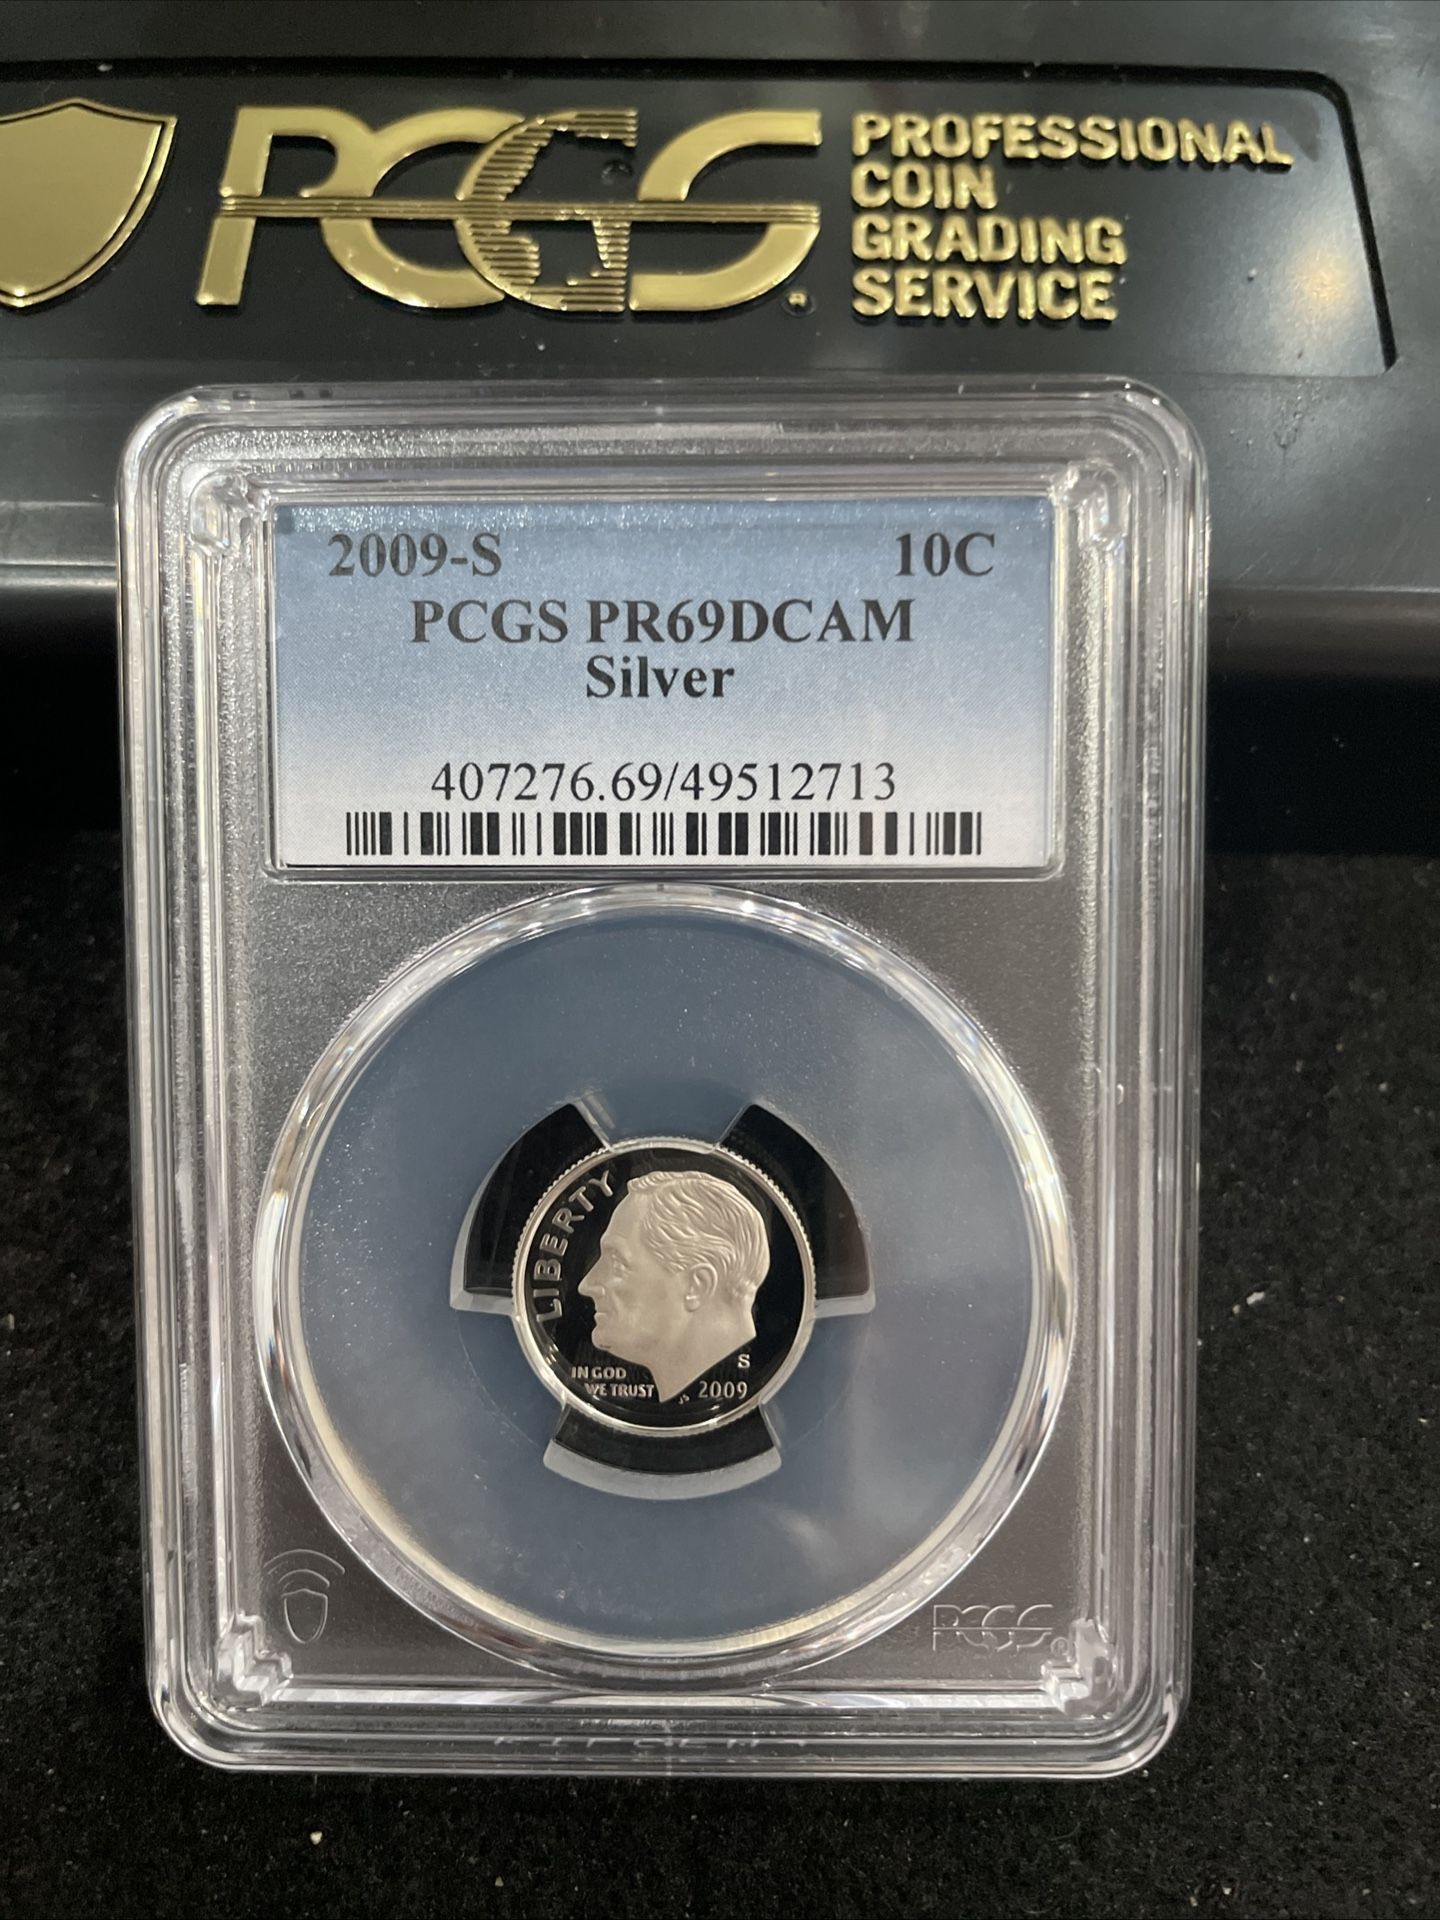 PCGS
PROFESSIONAL
COIN
GRADING
SERVICE
2009-S 10C
PCGS PR69DCAM
Silver
407276.69/49512713
LIBERTY
IN GOD
WE TRUST
S
JS 2009
PCGS